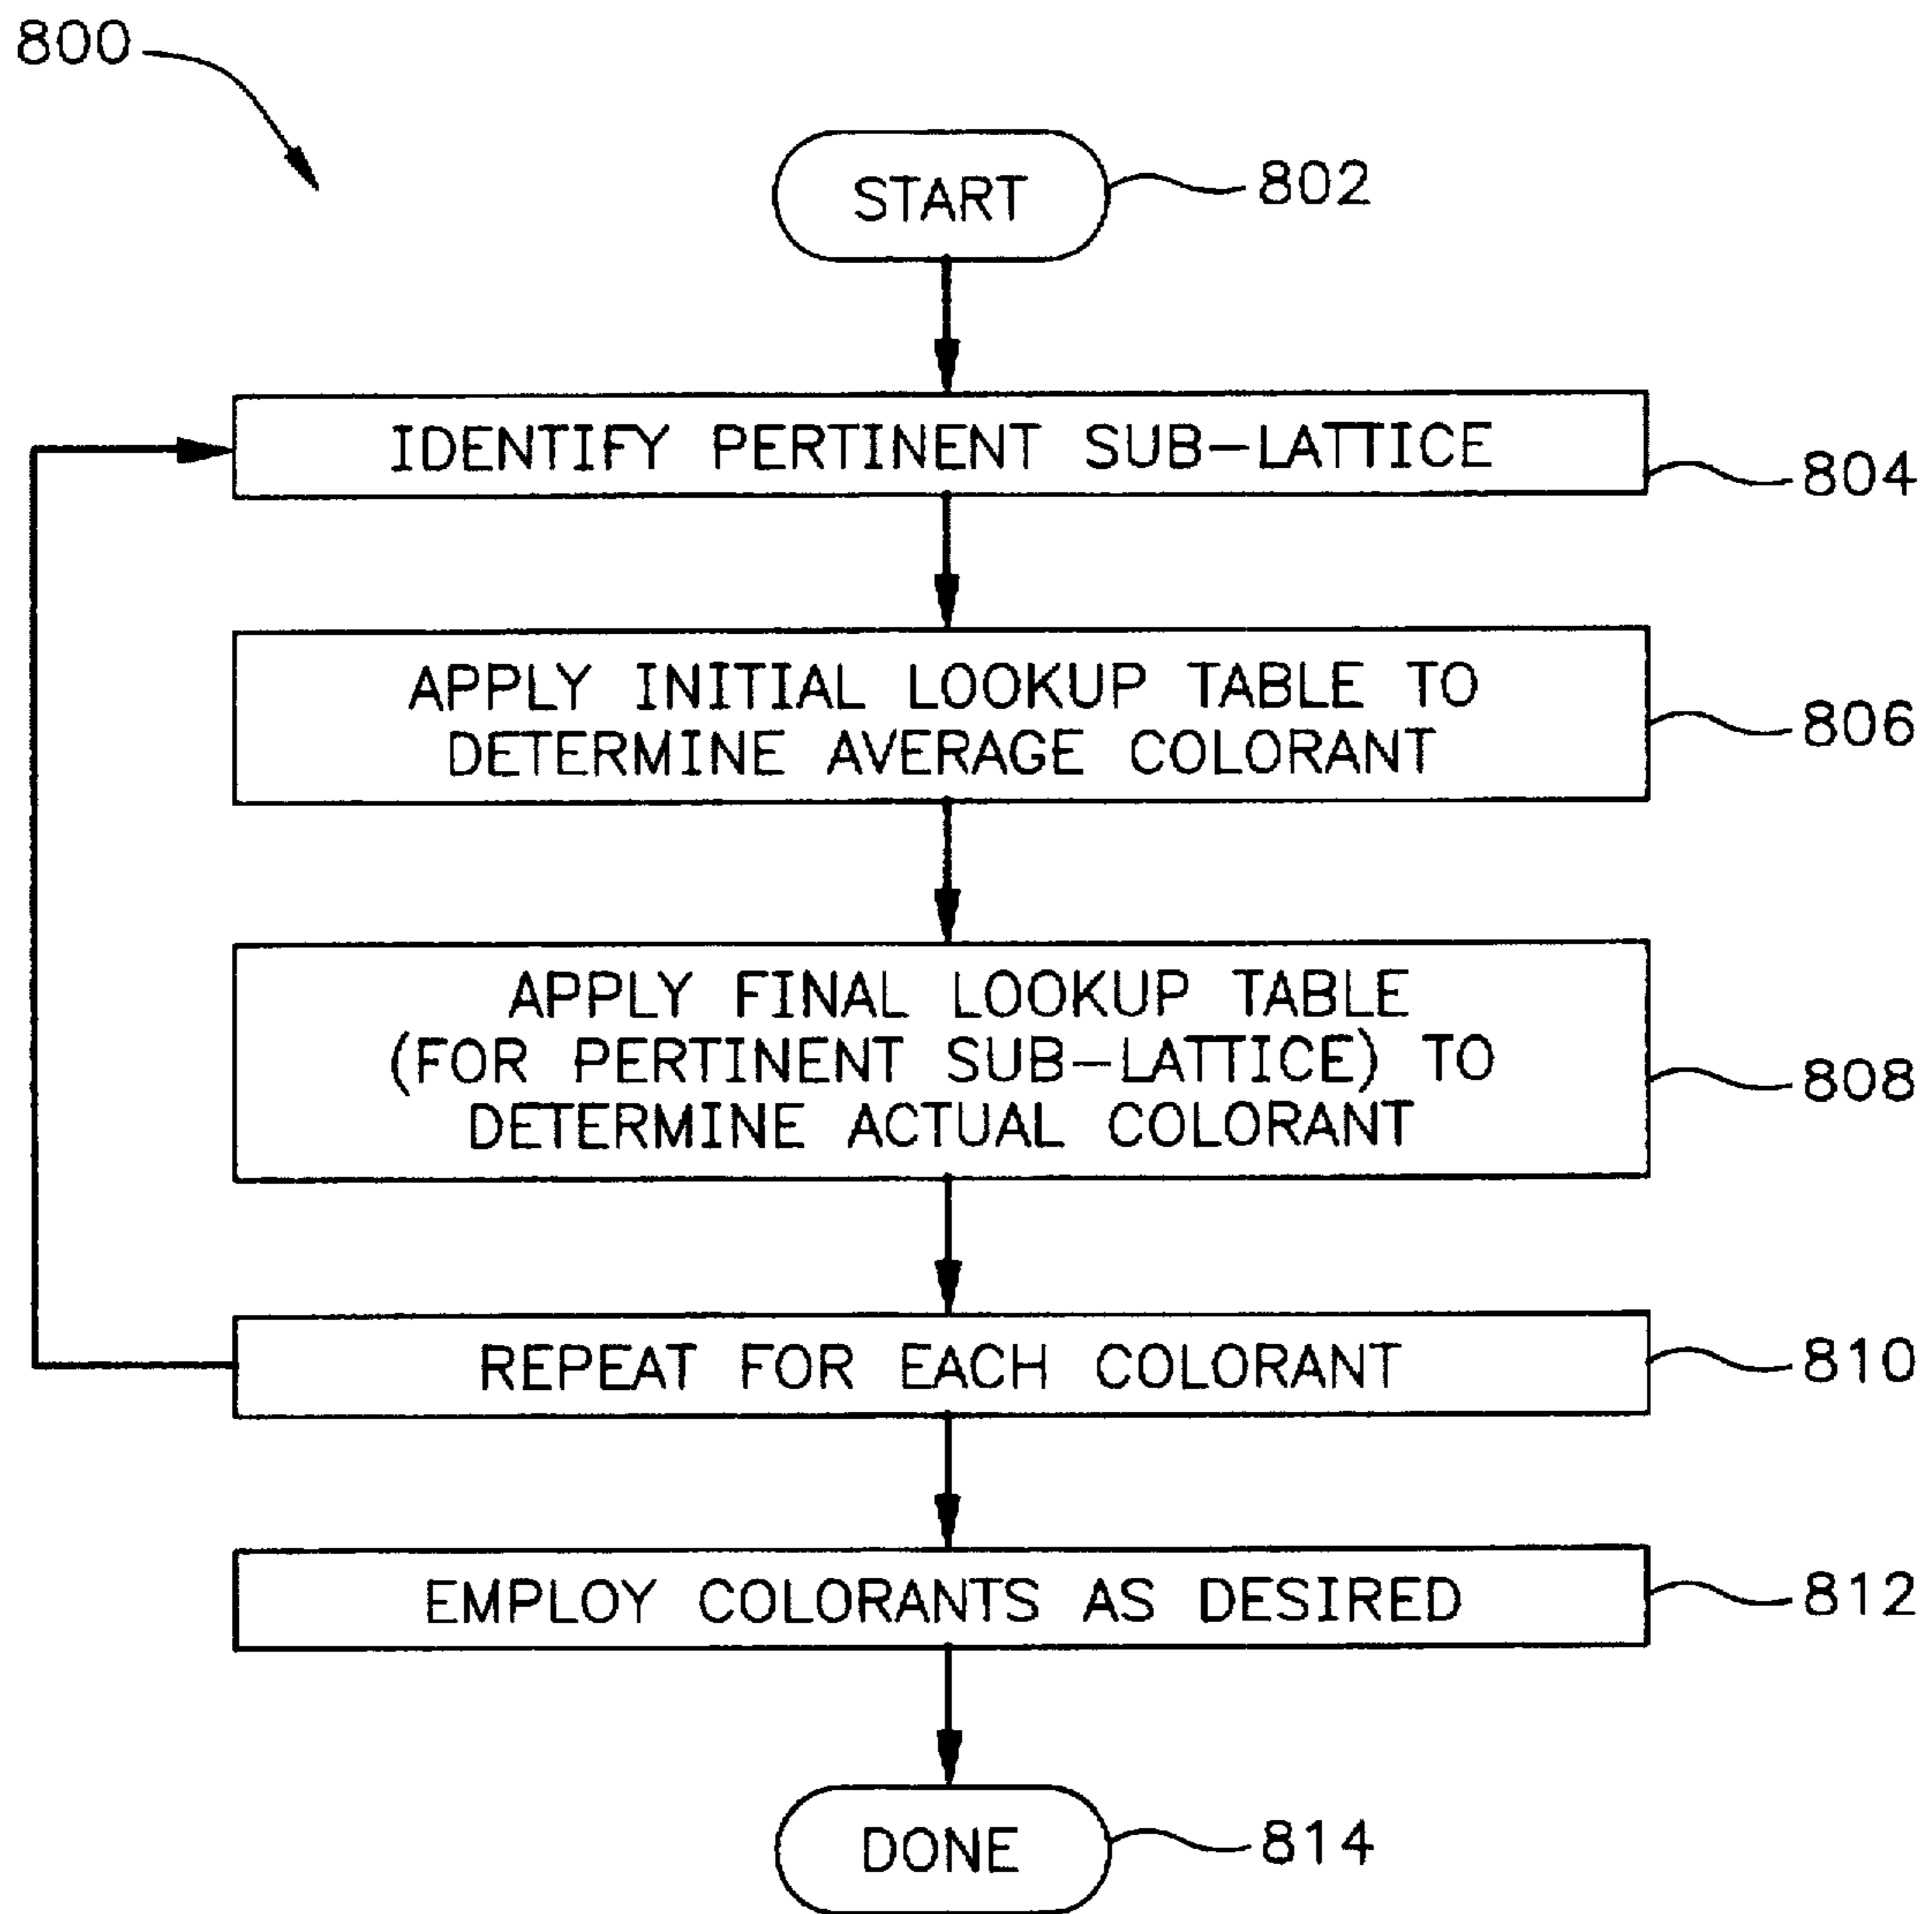 800
START
802
IDENTIFY PERTINENT SUB-LATTICE
804
APPLY INITIAL LOOKUP TABLE TO
DETERMINE AVERAGE COLORANT
806
APPLY FINAL LOOKUP TABLE
(FOR PERTINENT SUB-LATTICE) TO
DETERMINE ACTUAL COLORANT
808
REPEAT FOR EACH COLORANT
810
EMPLOY COLORANTS AS DESIRED
812
DONE
814